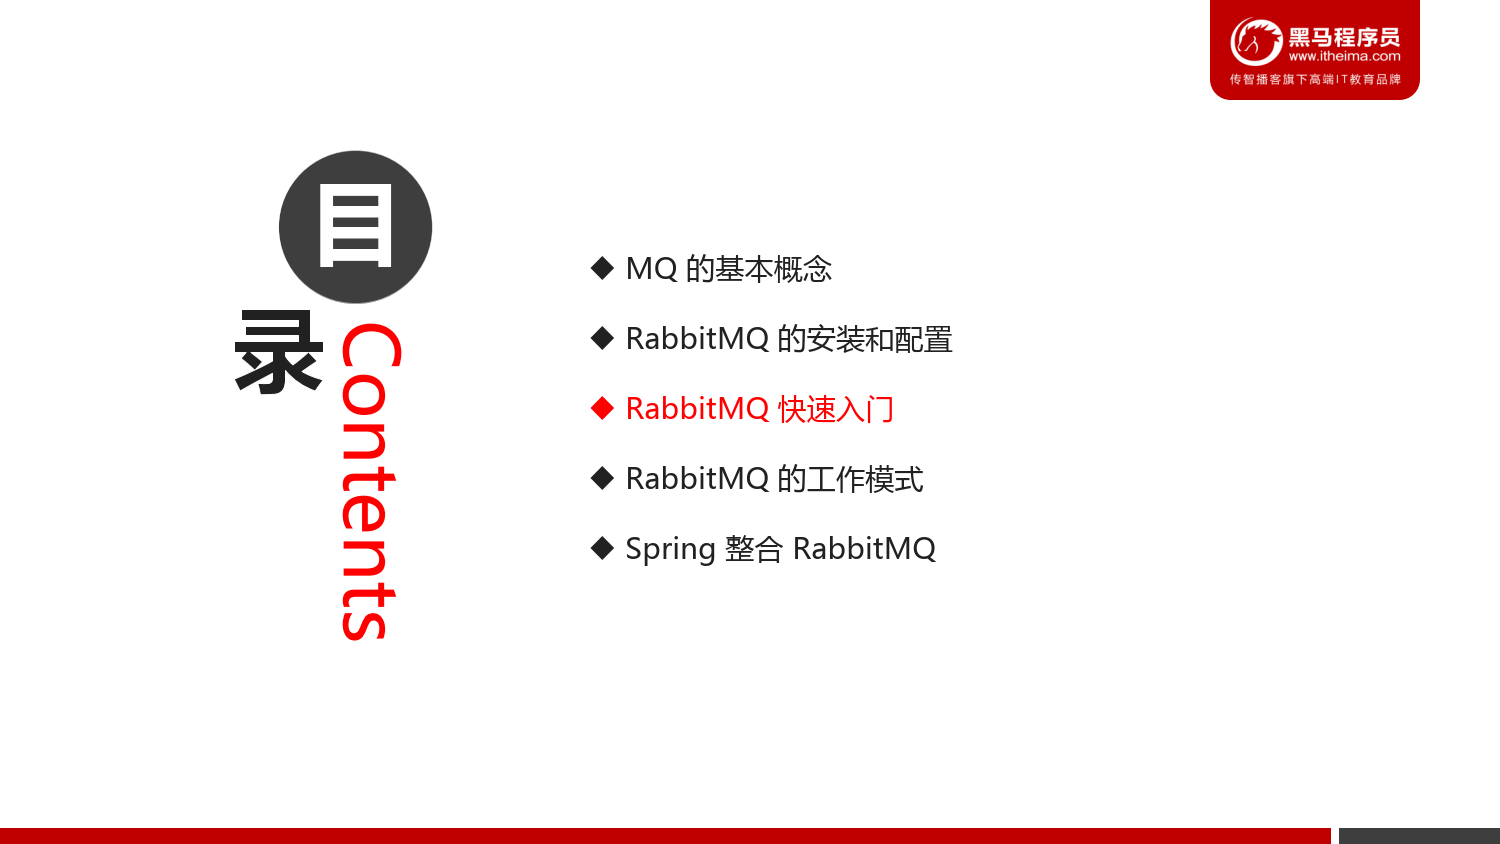 黑马程序员
www.itheima.com
传智播客旗下高端IT教育品牌
目
录
Contents
◆ MQ 的基本概念
◆ RabbitMQ 的安装和配置
◆ RabbitMQ 快速入门
◆ RabbitMQ 的工作模式
◆ Spring 整合 RabbitMQ